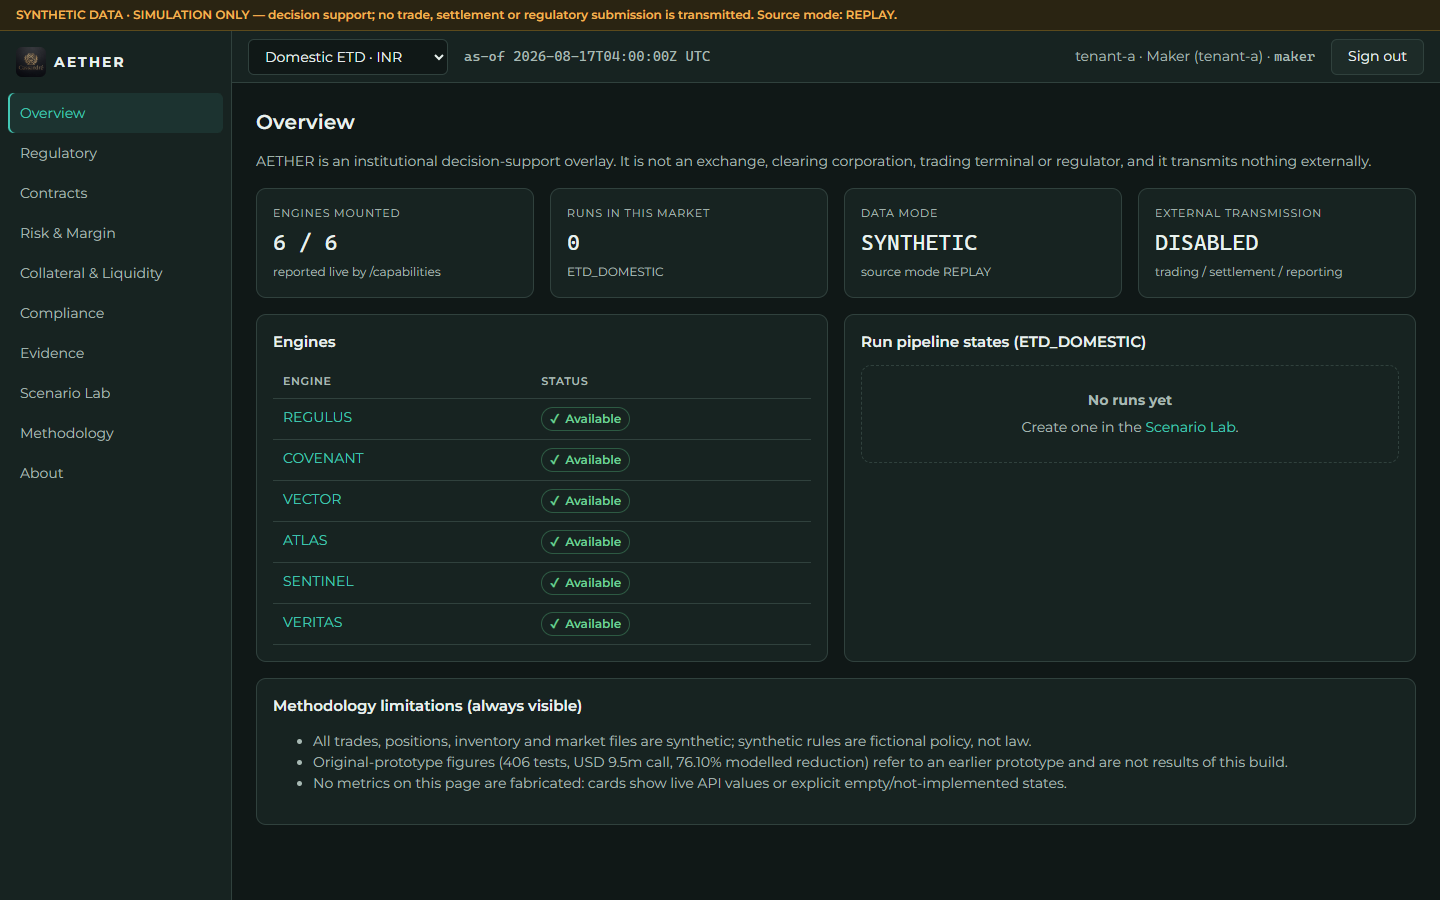 SYNTHETIC DATA · SIMULATION ONLY — decision support; no trade, settlement or regulatory submission is transmitted. Source mode: REPLAY.
AETHER
Domestic ETD · INR
as-of 2026-08-17T04:00:00Z UTC
tenant-a · Maker (tenant-a) · maker
Sign out
Overview
Regulatory
Contracts
Risk & Margin
Collateral & Liquidity
Compliance
Evidence
Scenario Lab
Methodology
About
Overview
AETHER is an institutional decision-support overlay. It is not an exchange, clearing corporation, trading terminal or regulator, and it transmits nothing externally.
ENGINES MOUNTED
6 / 6
reported live by /capabilities
RUNS IN THIS MARKET
0
ETD_DOMESTIC
DATA MODE
SYNTHETIC
source mode REPLAY
EXTERNAL TRANSMISSION
DISABLED
trading / settlement / reporting
Engines
ENGINE STATUS
REGULUS ✓ Available
COVENANT ✓ Available
VECTOR ✓ Available
ATLAS ✓ Available
SENTINEL ✓ Available
VERITAS ✓ Available
Run pipeline states (ETD_DOMESTIC)
No runs yet
Create one in the Scenario Lab.
Methodology limitations (always visible)
• All trades, positions, inventory and market files are synthetic; synthetic rules are fictional policy, not law.
• Original-prototype figures (406 tests, USD 9.5m call, 76.10% modelled reduction) refer to an earlier prototype and are not results of this build.
• No metrics on this page are fabricated: cards show live API values or explicit empty/not-implemented states.